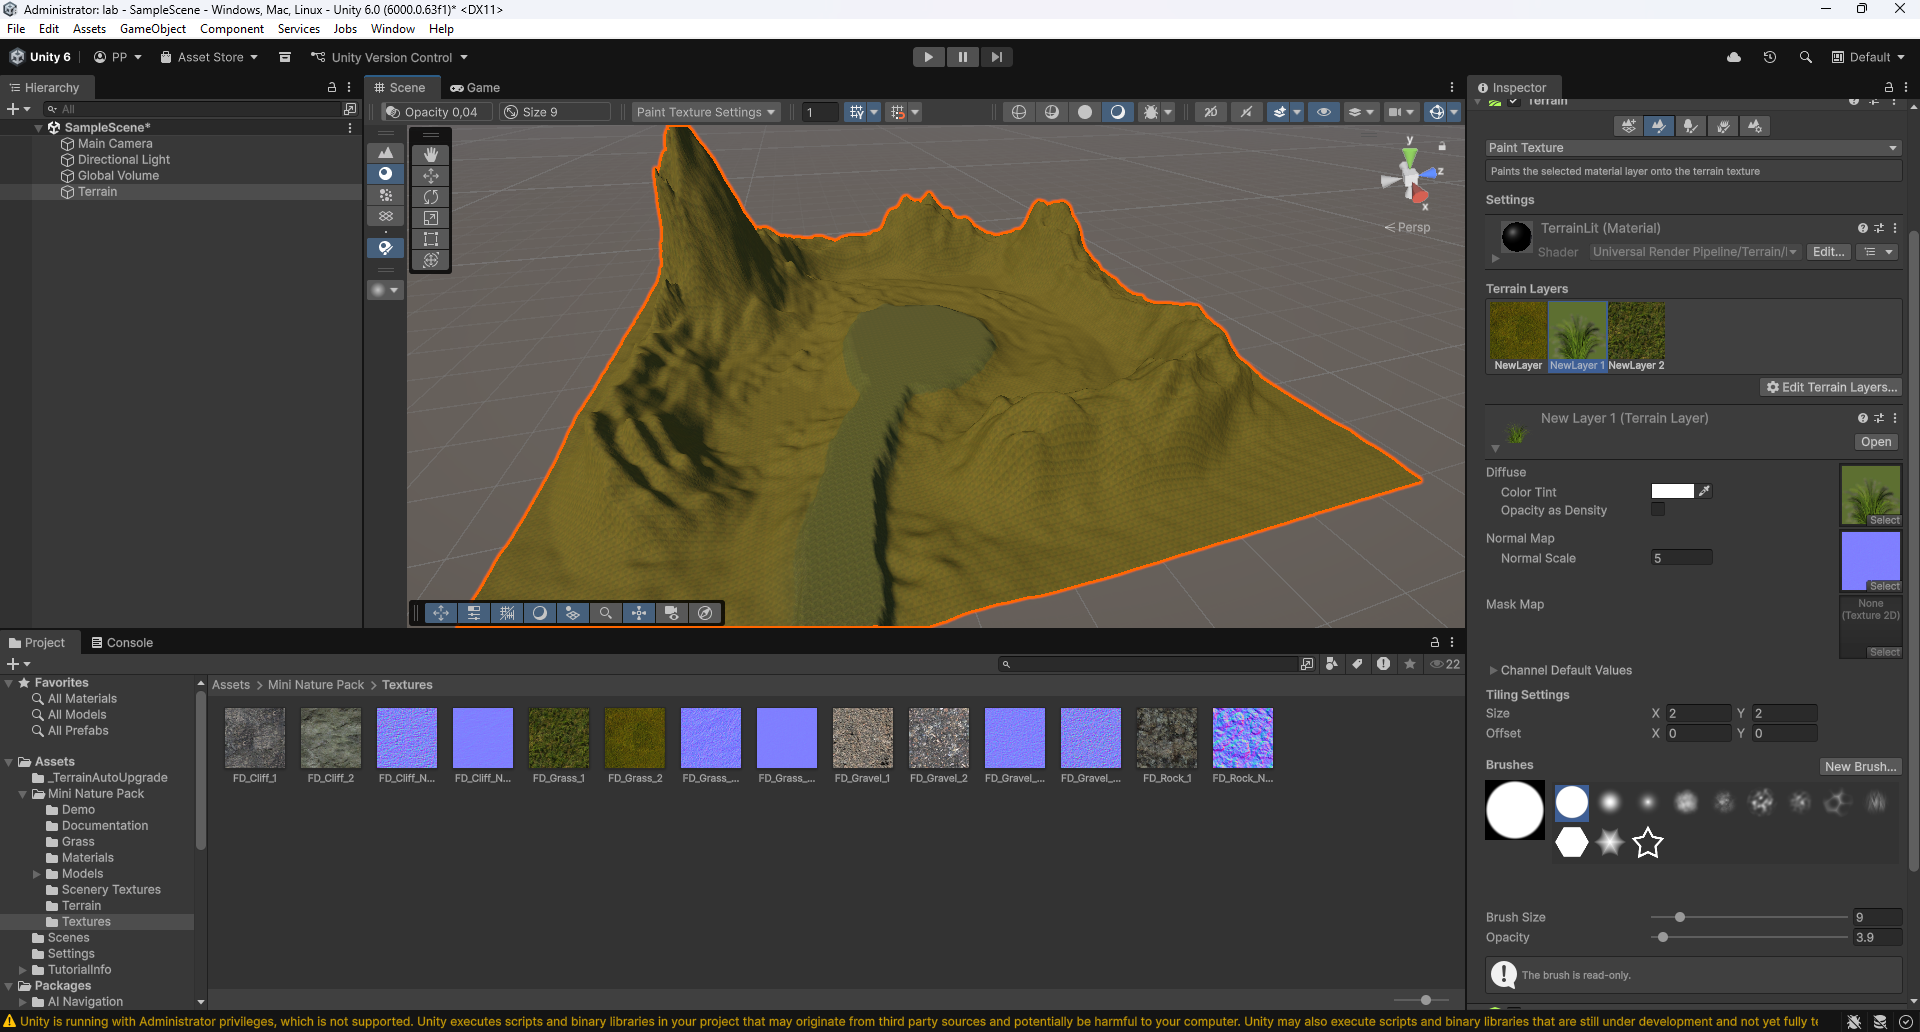 Administrator: lab - SampleScene - Windows, Mac, Linux - Unity 6.0 (6000.0.63f1)* <DX11>
File Edit Assets GameObject Component Services Jobs Window Help
Unity 6 PP Asset Store Unity Version Control Default
Hierarchy
All
SampleScene*
Main Camera
Directional Light
Global Volume
Terrain
Scene Game
Opacity 0,04 Size 9 Paint Texture Settings 1 2D
y
z
x
Persp
Inspector
Terrain
Paint Texture
Paints the selected material layer onto the terrain texture
Settings
TerrainLit (Material)
Shader Universal Render Pipeline/Terrain/l Edit...
Terrain Layers
NewLayer NewLayer 1 NewLayer 2
Edit Terrain Layers...
New Layer 1 (Terrain Layer)
Open
Diffuse
Color Tint
Opacity as Density
Select
Normal Map
Normal Scale 5
Select
Mask Map
None
(Texture 2D)
Select
Channel Default Values
Tiling Settings
Size X 2 Y 2
Offset X 0 Y 0
Brushes
New Brush...
Brush Size 9
Opacity 3.9
The brush is read-only.
Project Console
22
Favorites
All Materials
All Models
All Prefabs
Assets
_TerrainAutoUpgrade
Mini Nature Pack
Demo
Documentation
Grass
Materials
Models
Scenery Textures
Terrain
Textures
Scenes
Settings
TutorialInfo
Packages
AI Navigation
Assets > Mini Nature Pack > Textures
FD_Cliff_1 FD_Cliff_2 FD_Cliff_N... FD_Cliff_N... FD_Grass_1 FD_Grass_2 FD_Grass_... FD_Grass_... FD_Gravel_1 FD_Gravel_2 FD_Gravel_... FD_Gravel_... FD_Rock_1 FD_Rock_N...
Unity is running with Administrator privileges, which is not supported. Unity executes scripts and binary libraries in your project that may originate from third party sources and potentially be harmful to your computer. Unity may also execute scripts and binary libraries that are still under development and not yet fully te